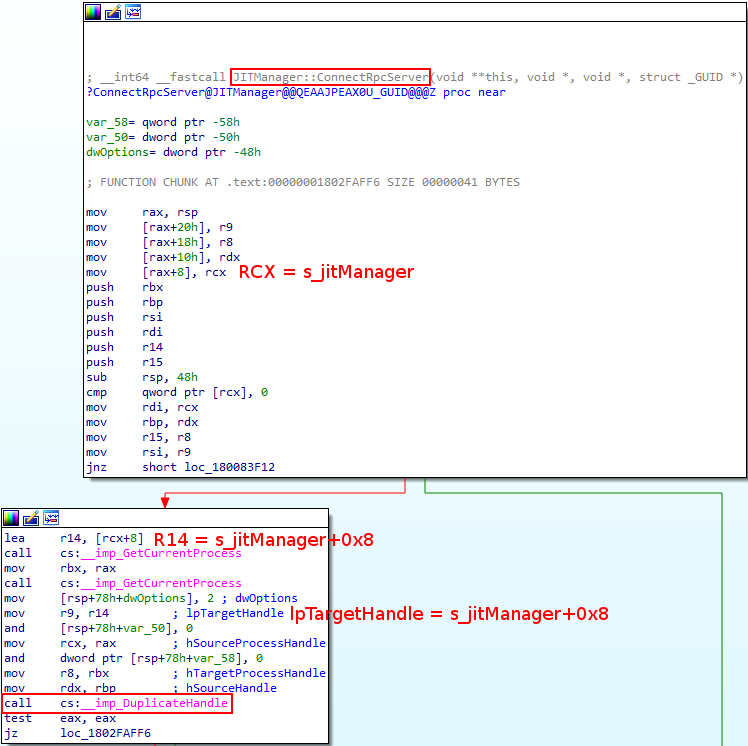 ; __int64 __fastcall JITManager::ConnectRpcServer(void **this, void *, void *, struct _GUID *)
?ConnectRpcServer@JITManager@@QEAAJPEAX0U_GUID@@@Z proc near
var_58= qword ptr -58h
var_50= dword ptr -50h
dwOptions= dword ptr -48h
; FUNCTION CHUNK AT .text:00000001802FAFF6 SIZE 00000041 BYTES
mov rax, rsp
mov [rax+20h], r9
mov [rax+18h], r8
mov [rax+10h], rdx
mov [rax+8], rcx RCX = s_jitManager
push rbx
push rbp
push rsi
push rdi
push r14
push r15
sub rsp, 48h
cmp qword ptr [rcx], 0
mov rdi, rcx
mov rbp, rdx
mov r15, r8
mov rsi, r9
jnz short loc_180083F12
lea r14, [rcx+8] R14 = s_jitManager+0x8
call cs:__imp_GetCurrentProcess
mov rbx, rax
call cs:__imp_GetCurrentProcess
mov [rsp+78h+dwOptions], 2 ; dwOptions
mov r9, r14 ; lpTargetHandle lpTargetHandle = s_jitManager+0x8
and [rsp+78h+var_50], 0
mov rcx, rax ; hSourceProcessHandle
and dword ptr [rsp+78h+var_58], 0
mov r8, rbx ; hTargetProcessHandle
mov rdx, rbp ; hSourceHandle
call cs:__imp_DuplicateHandle
test eax, eax
jz loc_1802FAFF6